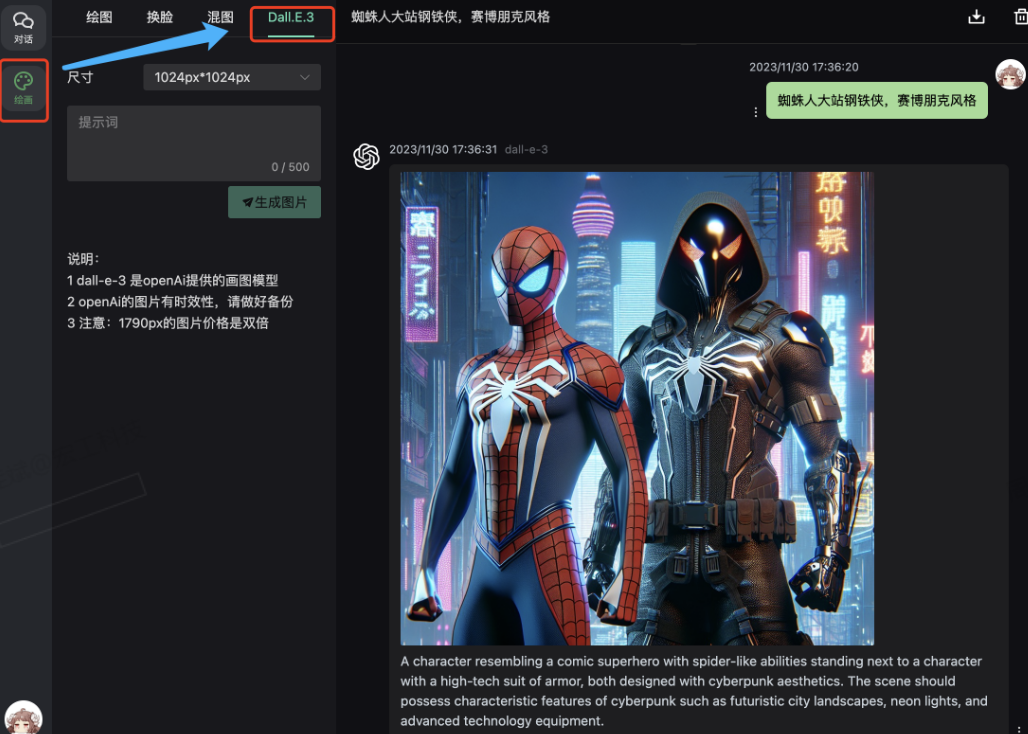 对话
绘画
绘图 换脸 混图 Dall.E.3
尺寸 1024px*1024px
提示词
0 / 500
生成图片
说明：
1 dall-e-3 是openAi提供的画图模型
2 openAi的图片有时效性，请做好备份
3 注意：1790px的图片价格是双倍
蜘蛛人大站钢铁侠，赛博朋克风格
2023/11/30 17:36:20
蜘蛛人大站钢铁侠，赛博朋克风格
2023/11/30 17:36:31 dall-e-3
A character resembling a comic superhero with spider-like abilities standing next to a character
with a high-tech suit of armor, both designed with cyberpunk aesthetics. The scene should
possess characteristic features of cyberpunk such as futuristic city landscapes, neon lights, and
advanced technology equipment.